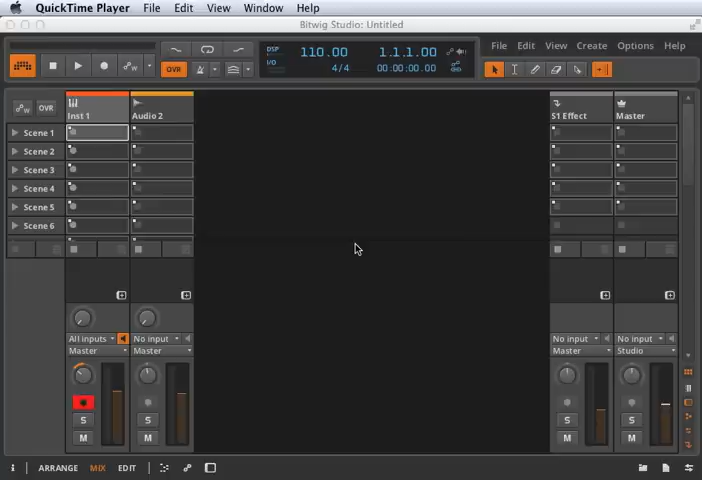 QuickTime Player File Edit View Window Help
Bitwig Studio: Untitled
DSP 110.00 1.1.1.00
I/O 4/4 00:00:00.00
OVR
File Edit View Create Options Help
OVR Inst 1 Audio 2 S1 Effect Master
Scene 1
Scene 2
Scene 3
Scene 4
Scene 5
Scene 6
All inputs No input No input No input
Master Master Master Studio
S S S S
M M M M
i ARRANGE MIX EDIT